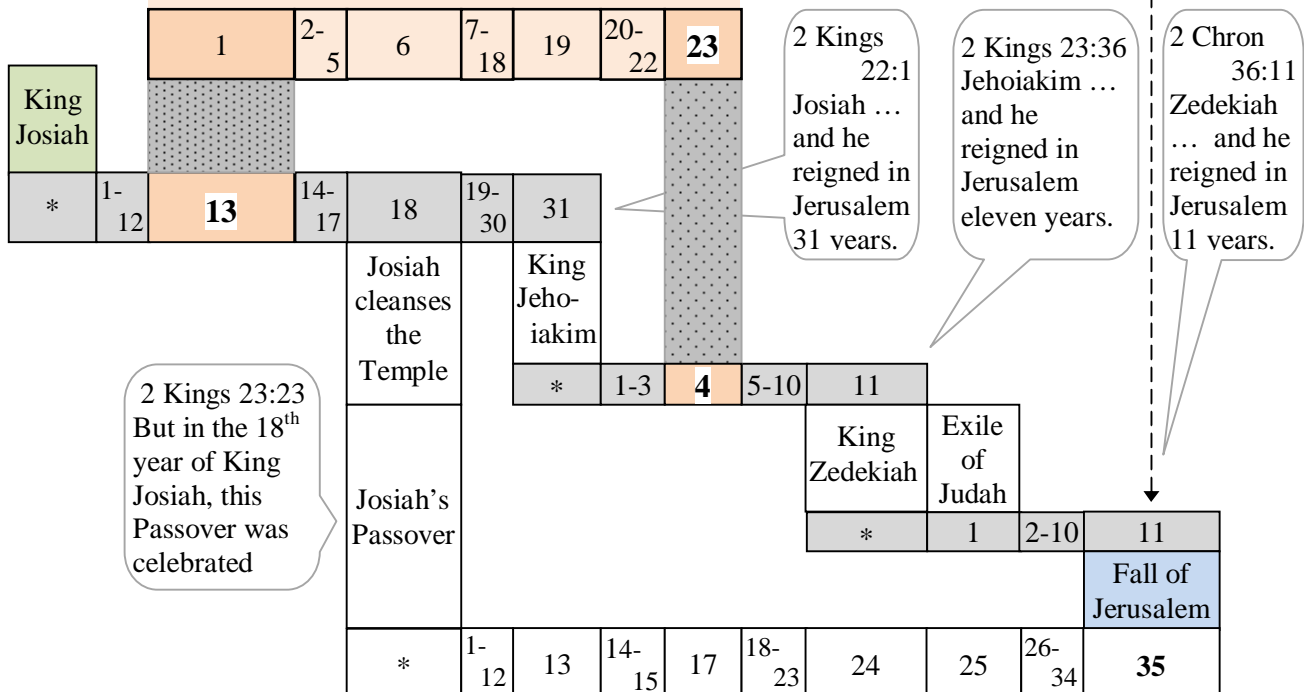 1
2-
5
6
7-
18
19
20-
22
23
King
Josiah
*
1-
12
13
14-
17
18
19-
30
31
2 Kings
22:1
Josiah …
and he
reigned in
Jerusalem
31 years.
2 Kings 23:36
Jehoiakim …
and he
reigned in
Jerusalem
eleven years.
2 Chron
36:11
Zedekiah
… and he
reigned in
Jerusalem
11 years.
Josiah
cleanses
the
Temple
King
Jeho-
iakim
*
1-3
4
5-10
11
2 Kings 23:23
But in the 18th
year of King
Josiah, this
Passover was
celebrated
Josiah's
Passover
King
Zedekiah
Exile
of
Judah
*
1
2-10
11
Fall of
Jerusalem
*
1-
12
13
14-
15
17
18-
23
24
25
26-
34
35